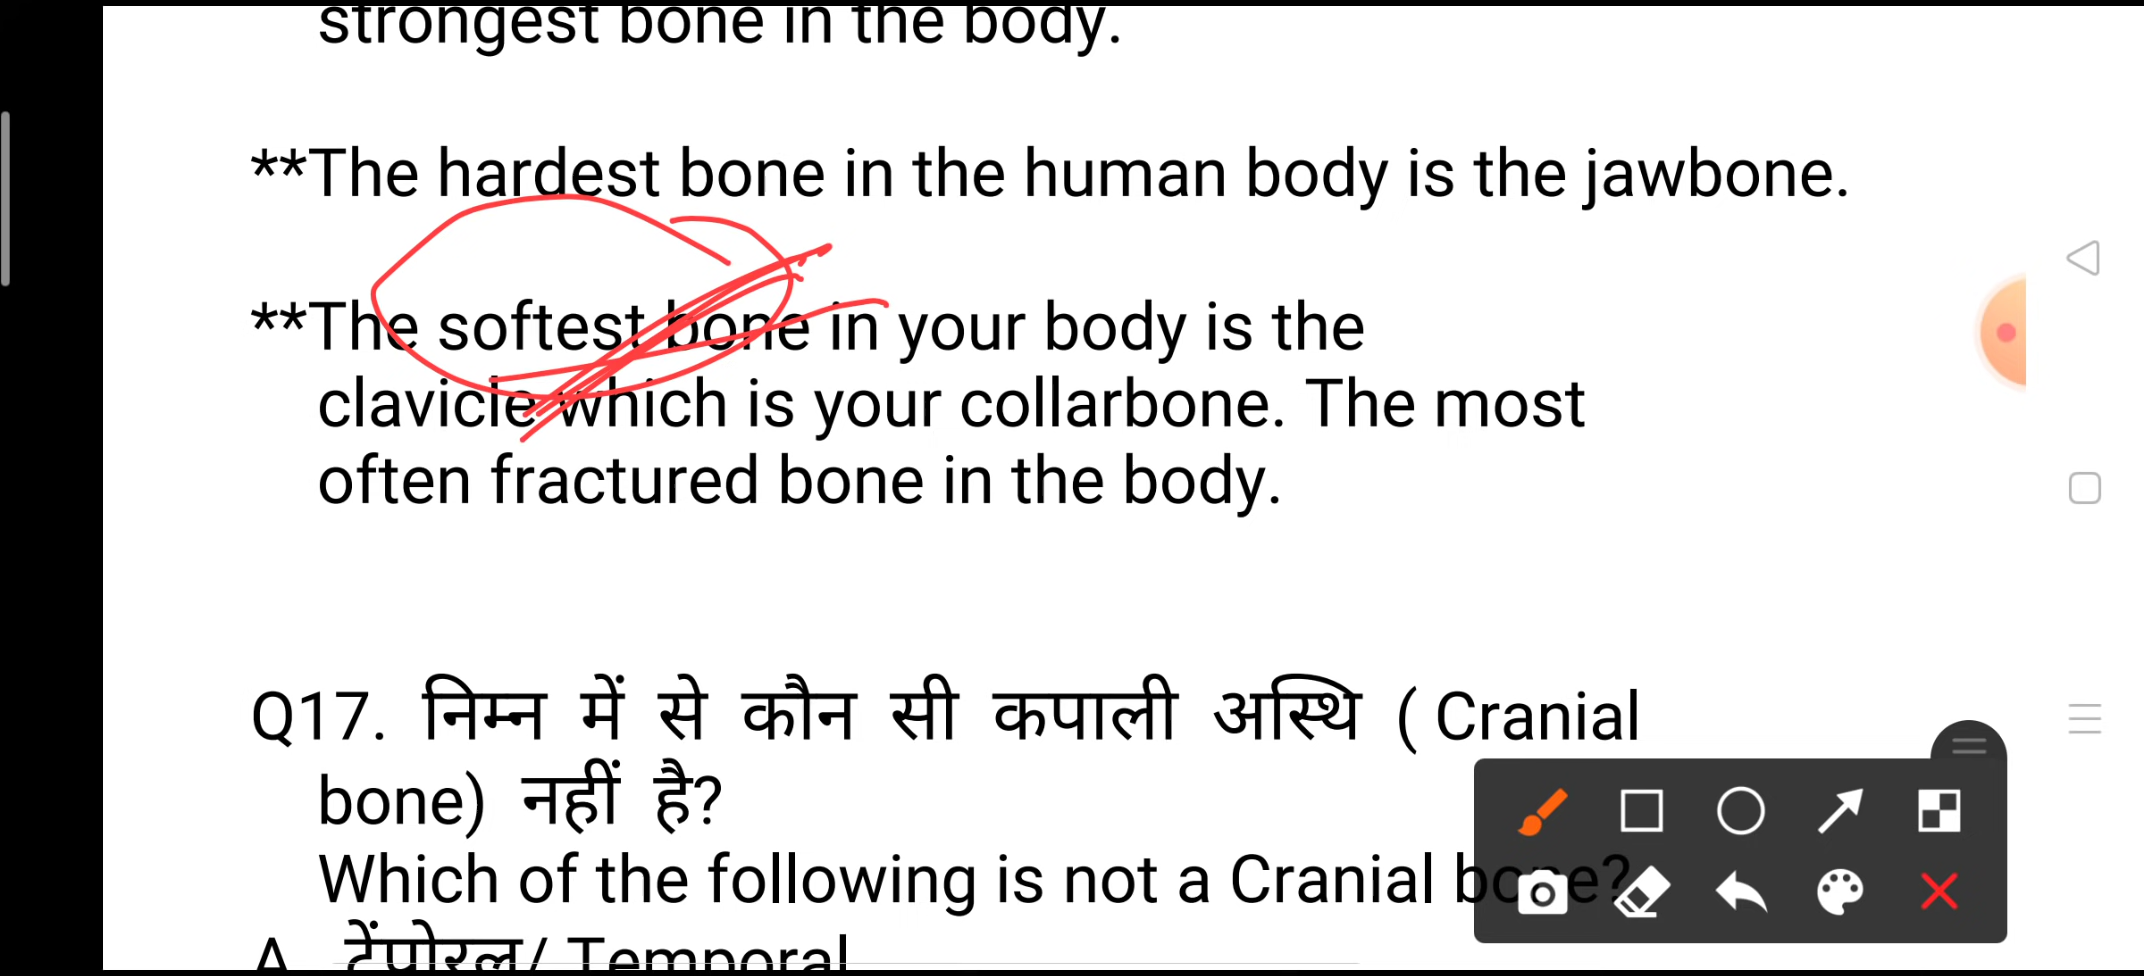 strongest bone in the body.
**The hardest bone in the human body is the jawbone.
**The softest bone in your body is the
clavicle which is your collarbone. The most
often fractured bone in the body.
Q17. निम्न में से कौन सी कपाली अस्थि ( Cranial
bone) नहीं है?
Which of the following is not a Cranial bone?
A टेंपोरल/ Temporal